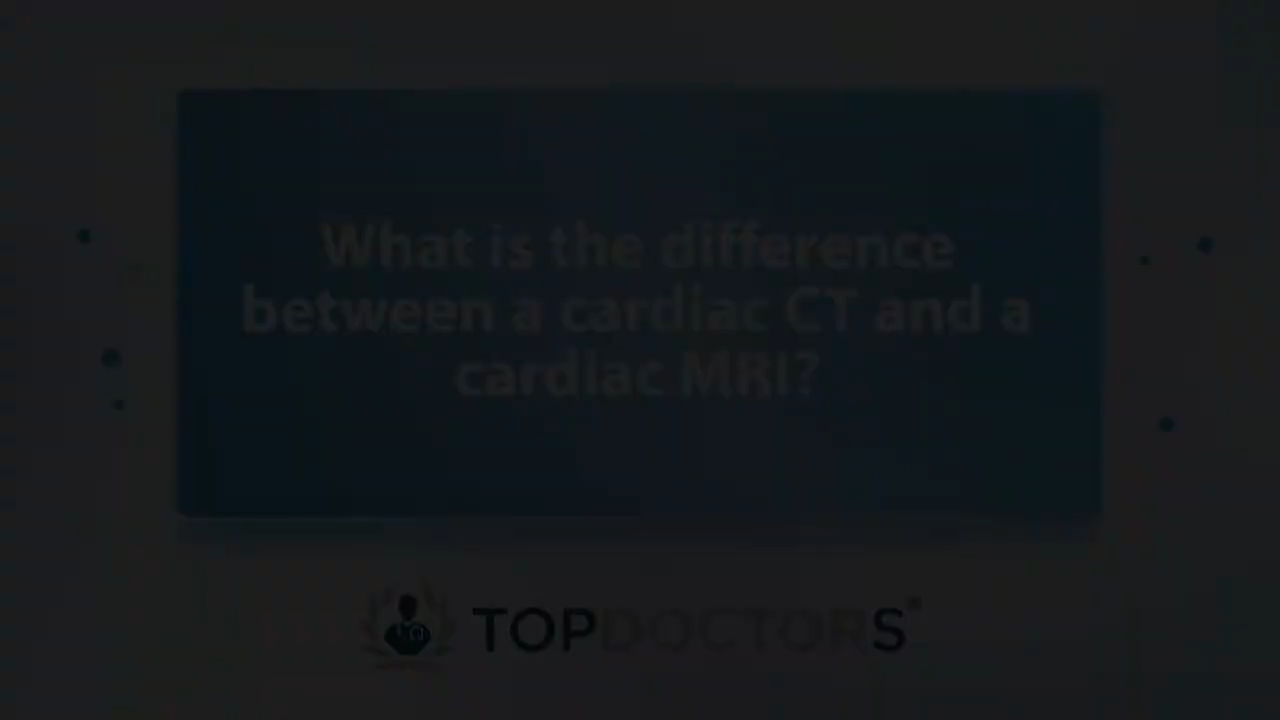 What is the difference
between a cardiac CT and a
cardiac MRI?
TOPDOCTORS